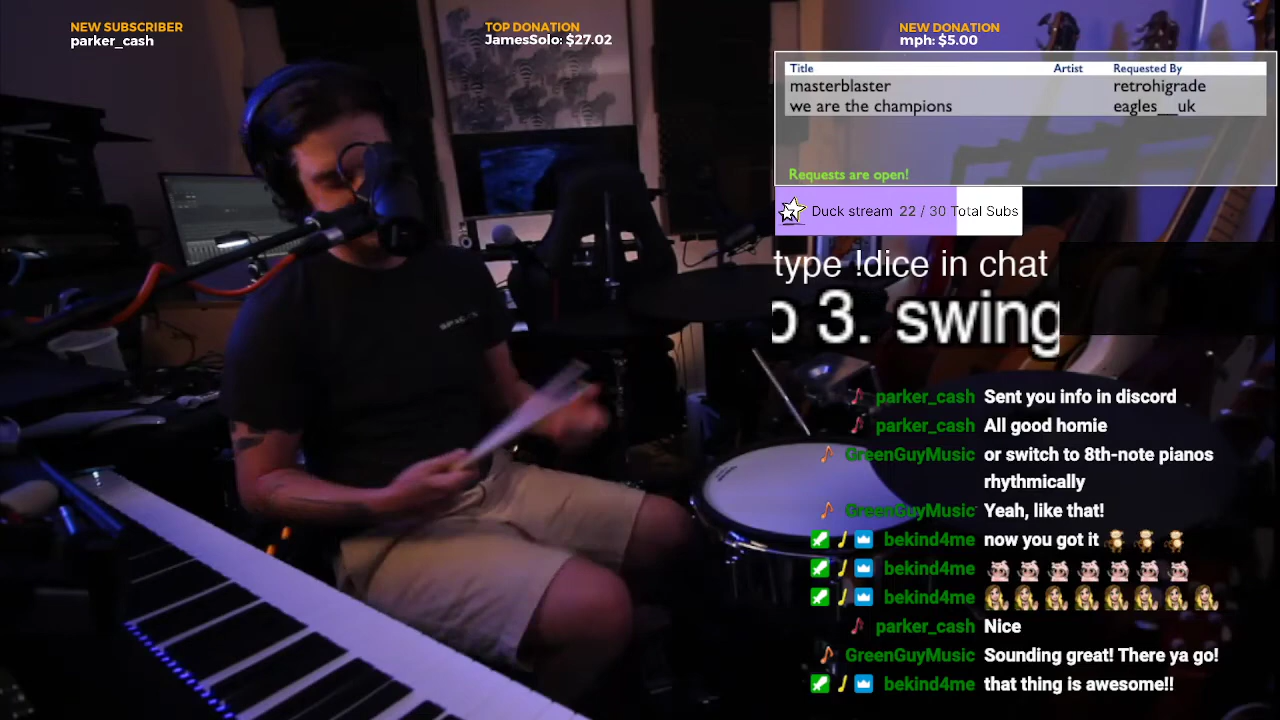 NEW SUBSCRIBER
parker_cash
TOP DONATION
JamesSolo: $27.02
NEW DONATION
mph: $5.00
Title Artist Requested By
masterblaster retrohigrade
we are the champions eagles__uk
Requests are open!
Duck stream 22 / 30 Total Subs
type !dice in chat
o 3. swing
parker_cash Sent you info in discord
parker_cash All good homie
GreenGuyMusic or switch to 8th-note pianos
rhythmically
GreenGuyMusic Yeah, like that!
bekind4me now you got it
bekind4me
bekind4me
parker_cash Nice
GreenGuyMusic Sounding great! There ya go!
bekind4me that thing is awesome!!